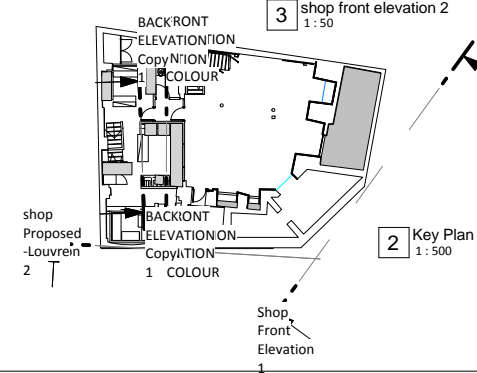 3 shop front elevation 2
1 : 50
BACK FRONT
ELEVATION
Copy
1 COLOUR
BACK
ELEVATION
Copy
1 COLOUR
shop
Proposed
-Louvrein
2
2 Key Plan
1 : 500
Shop
Front
Elevation
1